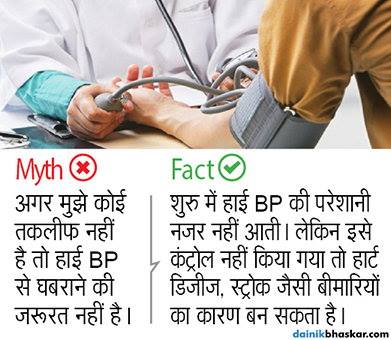 Myth
अगर मुझे कोई
तकलीफ नहीं
है तो हाई BP
से घबराने की
जरूरत नहीं है।
Fact
शुरु में हाई BP की परेशानी
नजर नहीं आती। लेकिन इसे
कंट्रोल नहीं किया गया तो हार्ट
डिजीज, स्ट्रोक जैसी बीमारियों
का कारण बन सकता है।
dainikbhaskar.com